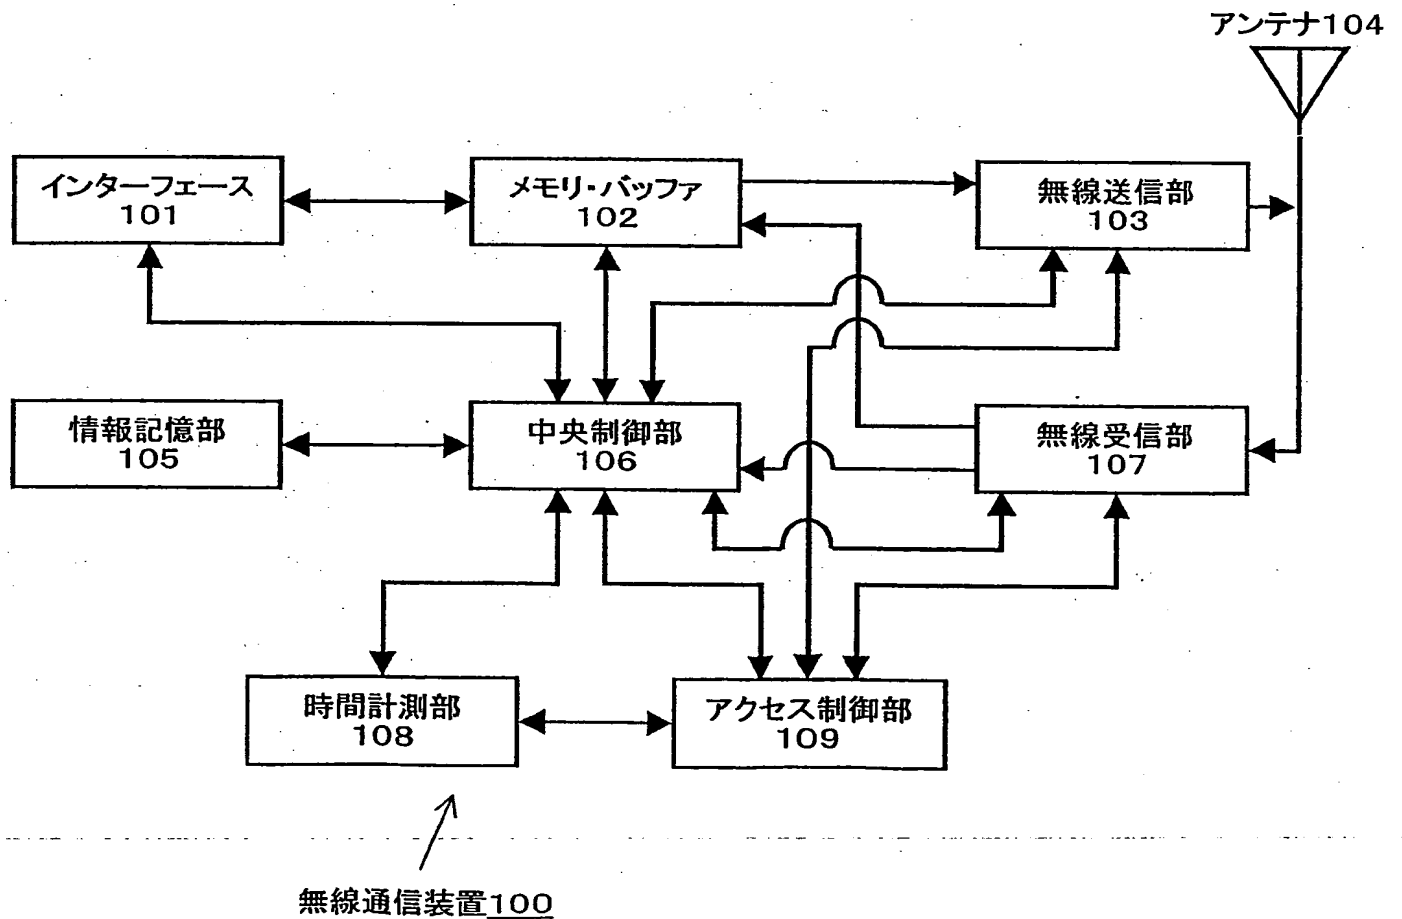 アンテナ104
インターフェース
101
メモリ・バッファ
102
無線送信部
103
情報記憶部
105
中央制御部
106
無線受信部
107
時間計測部
108
アクセス制御部
109
無線通信装置100